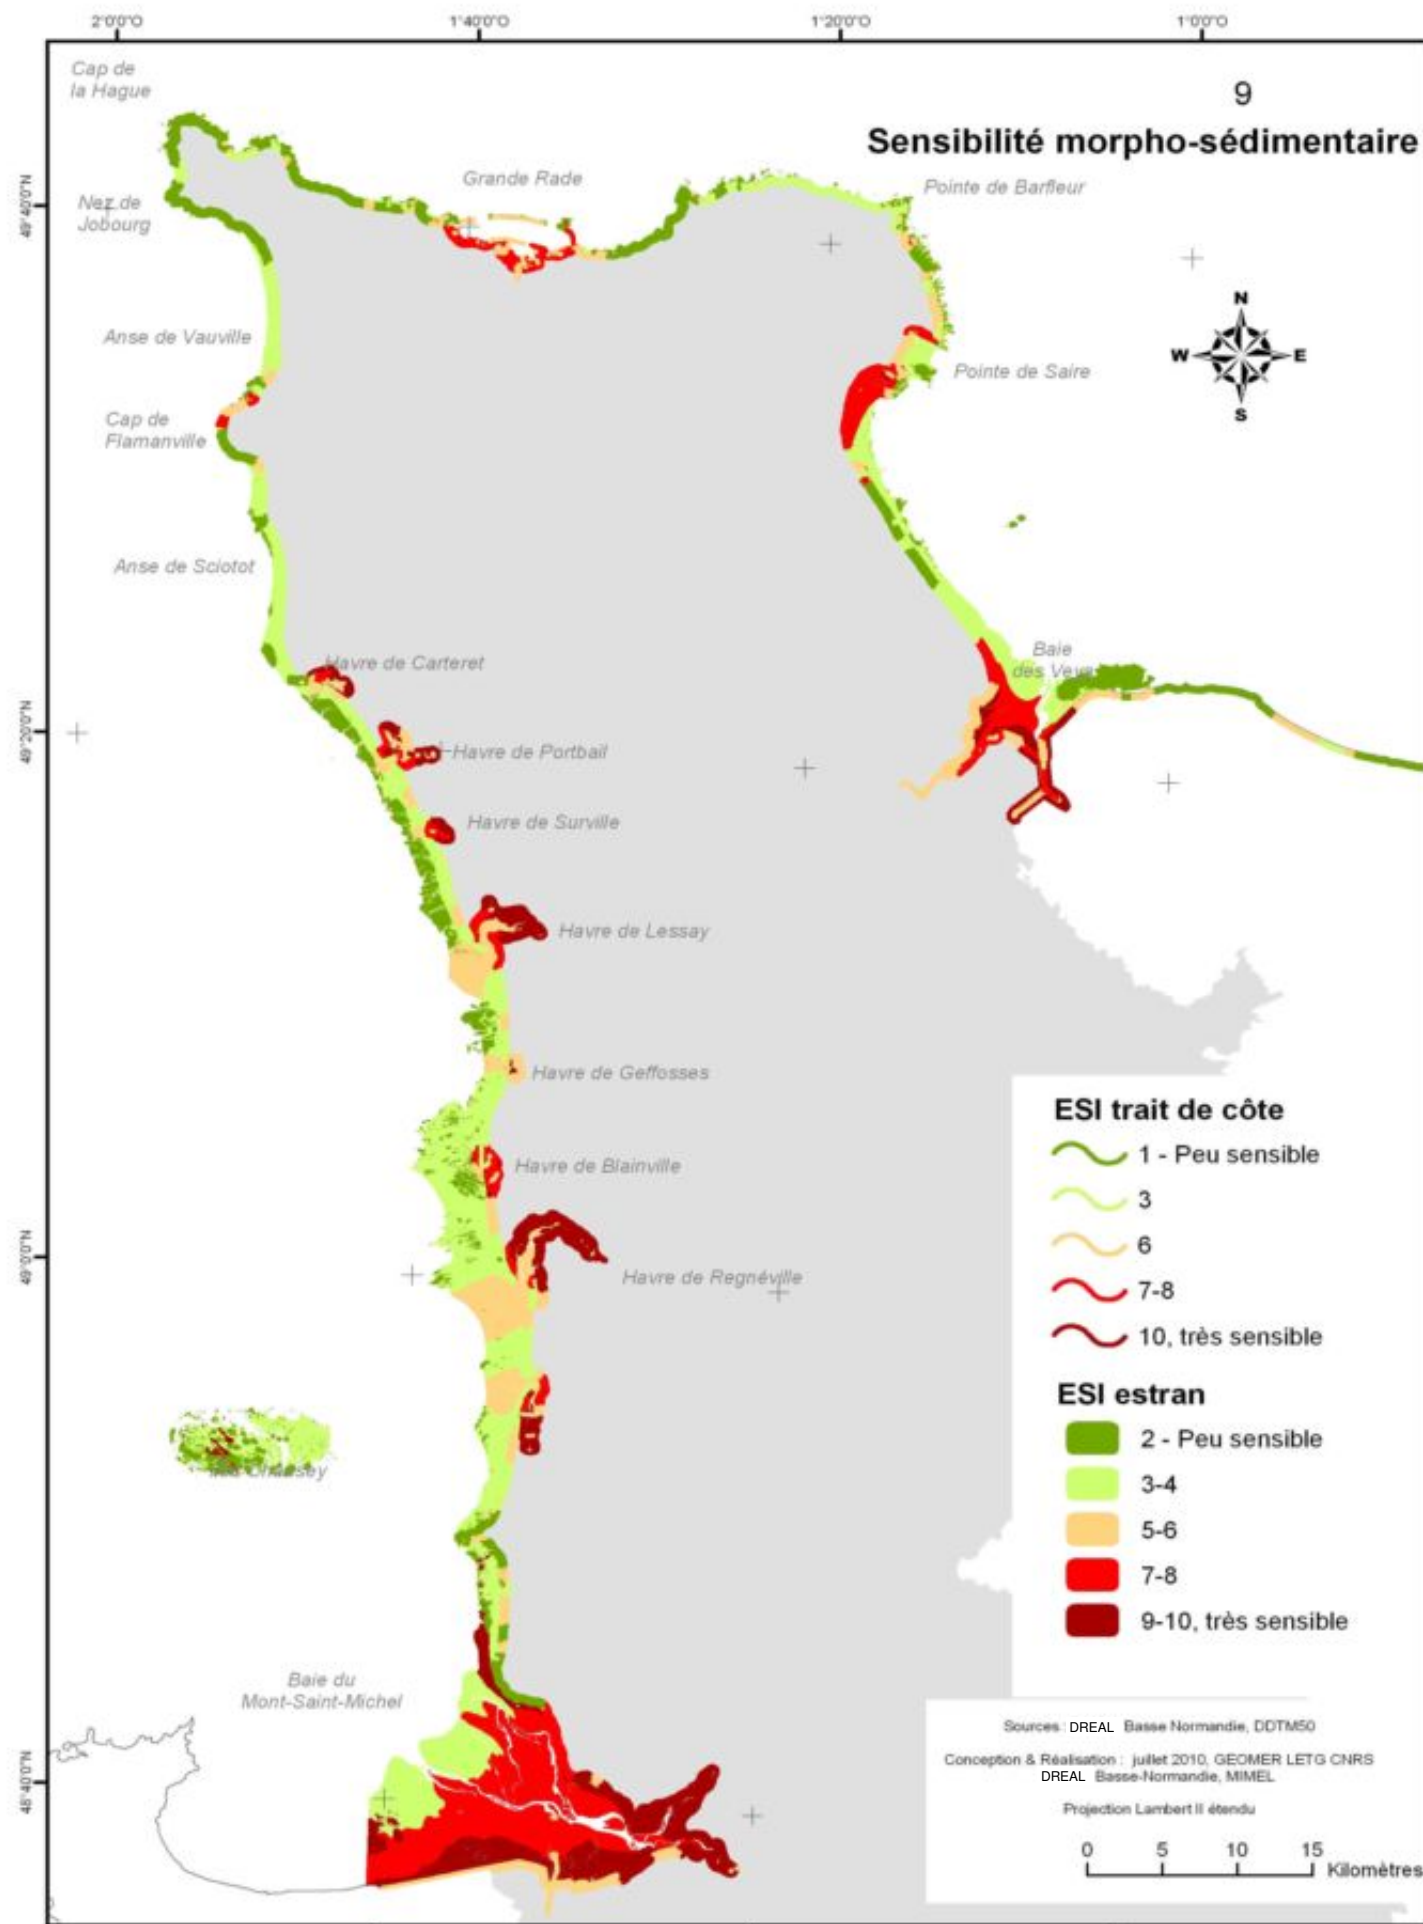 2°0'0"O
1°40'0"O
1°20'0"O
1°0'0"O
Cap de
la Hague
9
Sensibilité morpho-sédimentaire
Grande Rade
Pointe de Barfleur
49°40'0"N
Nez de
Jobourg
N
W
E
S
Anse de Vauville
Pointe de Saire
Cap de
Flamanville
Anse de Sciotot
Havre de Carteret
Baie
des Veys
49°20'0"N
Havre de Portbail
Havre de Surville
Havre de Lessay
Havre de Geffosses
ESI trait de côte
1 - Peu sensible
Havre de Blainville
3
6
49°0'0"N
Havre de Regnéville
7-8
10, très sensible
ESI estran
2 - Peu sensible
Chausey
3-4
5-6
7-8
9-10, très sensible
Baie du
Mont-Saint-Michel
48°40'0"N
Sources : DREAL Basse Normandie, DDTM50
Conception & Réalisation : juillet 2010, GEOMER LETG CNRS
DREAL Basse-Normandie, MIMEL
Projection Lambert II étendu
0 5 10 15
Kilomètres